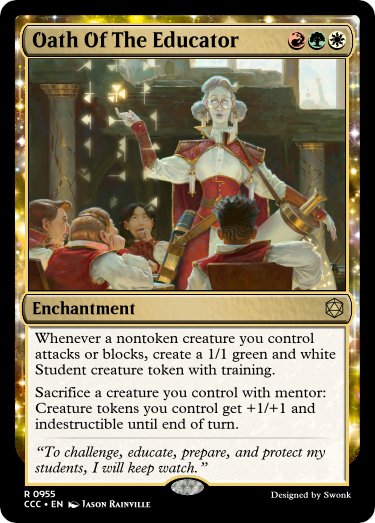 Oath Of The Educator
Enchantment
Whenever a nontoken creature you control
attacks or blocks, create a 1/1 green and white
Student creature token with training.
Sacrifice a creature you control with mentor:
Creature tokens you control get +1/+1 and
indestructible until end of turn.
“To challenge, educate, prepare, and protect my
students, I will keep watch.”
R 0955
Designed by Swonk
CCC • EN Jason Rainville